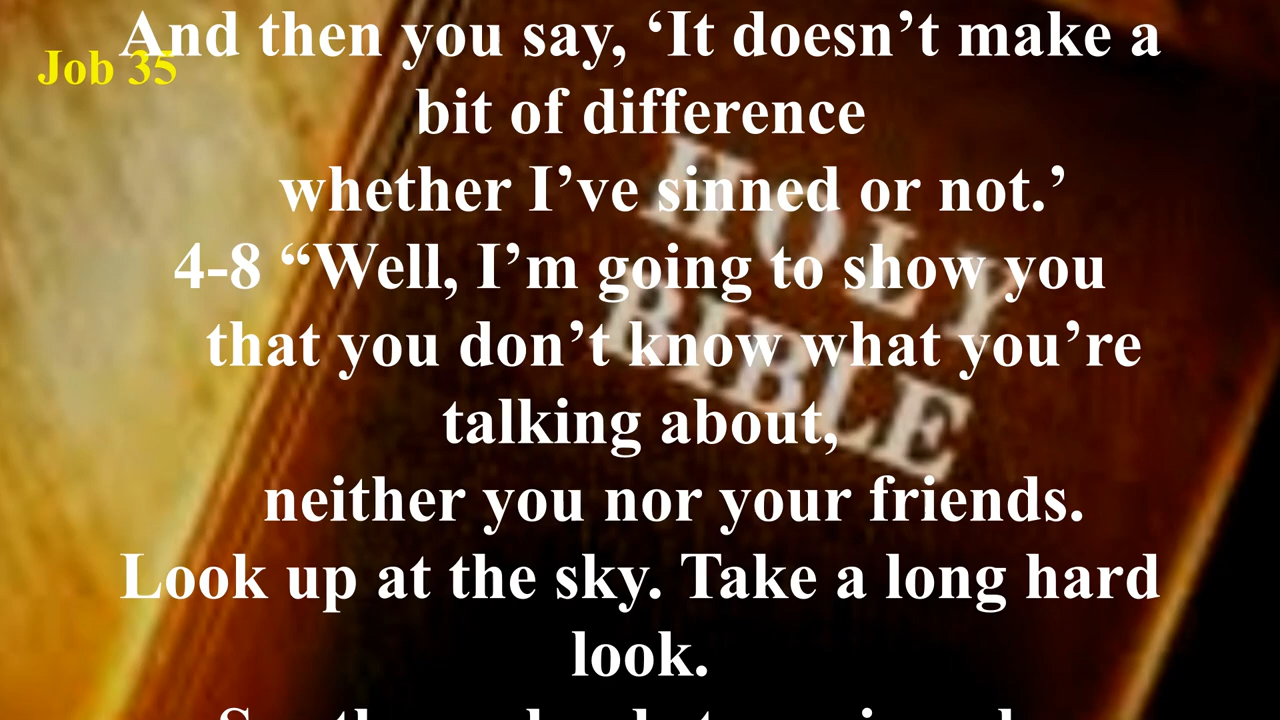 And then you say, ‘It doesn’t make a
Job 35
bit of difference
whether I’ve sinned or not.’
4-8 “Well, I’m going to show you
that you don’t know what you’re
talking about,
neither you nor your friends.
Look up at the sky. Take a long hard
look.
HOLY
BIBLE